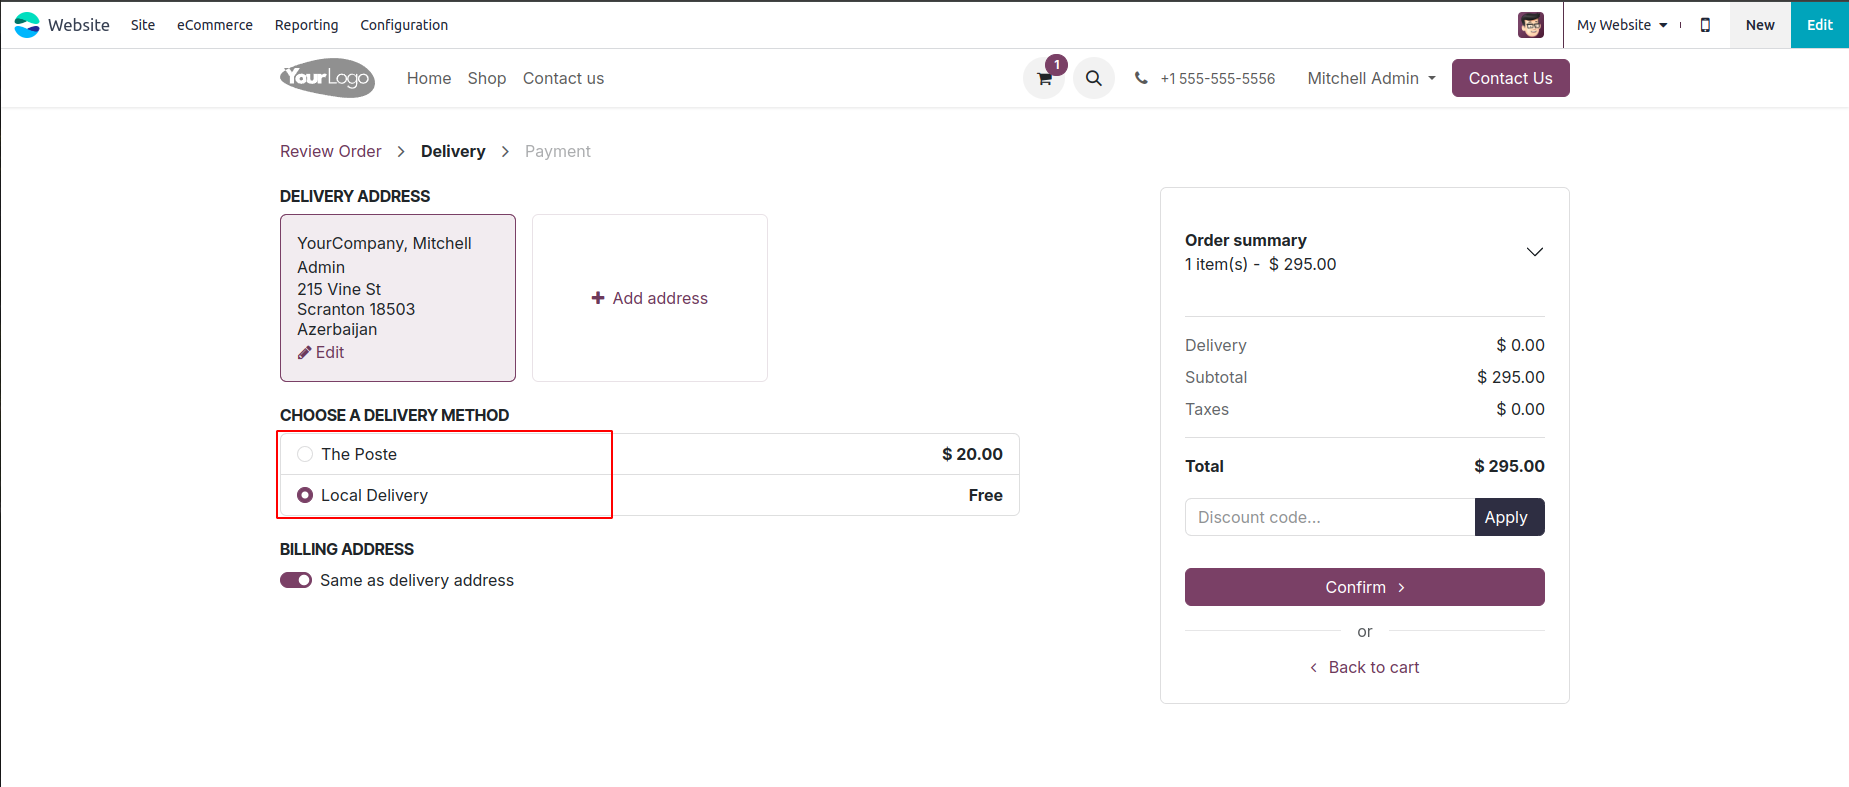 Website Site eCommerce Reporting Configuration My Website New Edit
YourLogo Home Shop Contact us 1 +1 555-555-5556 Mitchell Admin Contact Us
Review Order Delivery Payment
DELIVERY ADDRESS
YourCompany, Mitchell
Admin
215 Vine St
Scranton 18503
Azerbaijan
Edit
Add address
CHOOSE A DELIVERY METHOD
The Poste $ 20.00
Local Delivery Free
BILLING ADDRESS
Same as delivery address
Order summary
1 item(s) - $ 295.00
Delivery $ 0.00
Subtotal $ 295.00
Taxes $ 0.00
Total $ 295.00
Discount code... Apply
Confirm
or
Back to cart